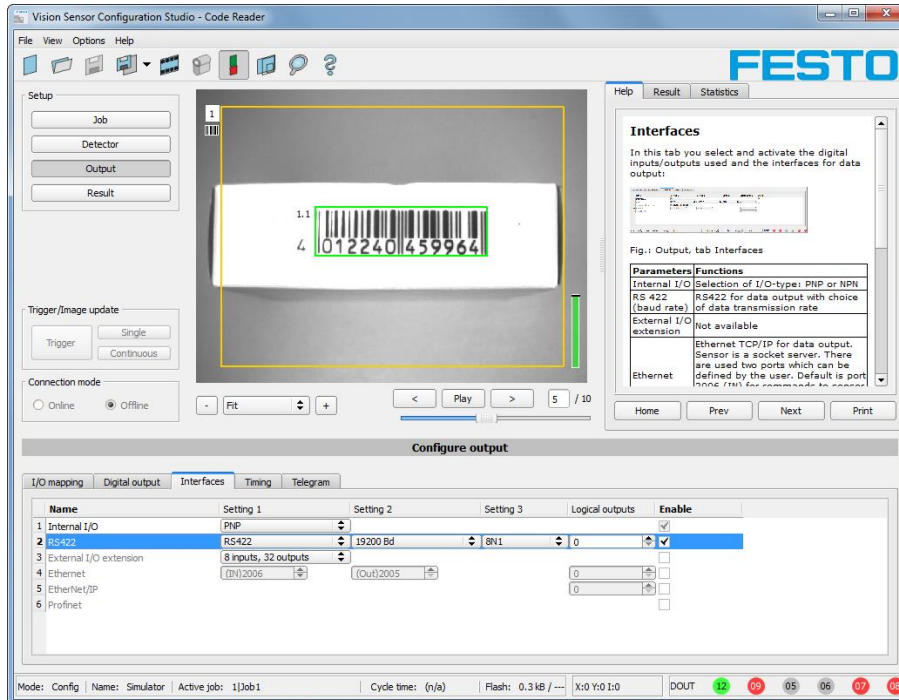 Vision Sensor Configuration Studio - Code Reader
File View Options Help
FESTO
Setup
Job
Detector
Output
Result
Trigger/Image update
Trigger
Single
Continuous
Connection mode
Online Offline
1
1.1
4 012240 459964
- Fit +
< Play > 5 / 10
Help Result Statistics
Interfaces
In this tab you select and activate the digital
inputs/outputs used and the interfaces for data
output:
Fig.: Output, tab Interfaces
Parameters Functions
Internal I/O Selection of I/O-type: PNP or NPN
RS 422 (baud rate) RS422 for data output with choice of data transmission rate
External I/O extension Not available
Ethernet Ethernet TCP/IP for data output.
Sensor is a socket server. There
are used two ports which can be
defined by the user. Default is port
2006 (IN) for commands to sensor
Home Prev Next Print
Configure output
I/O mapping Digital output Interfaces Timing Telegram
Name Setting 1 Setting 2 Setting 3 Logical outputs Enable
1 Internal I/O PNP
2 RS422 RS422 19200 Bd 8N1 0
3 External I/O extension 8 inputs, 32 outputs
4 Ethernet (IN)2006 (Out)2005 0
5 EtherNet/IP 0
6 Profinet
Mode: Config Name: Simulator Active job: 1|Job1 Cycle time: (n/a) Flash: 0.3 kB / --- X:0 Y:0 I:0 DOUT 12 09 05 06 07 08